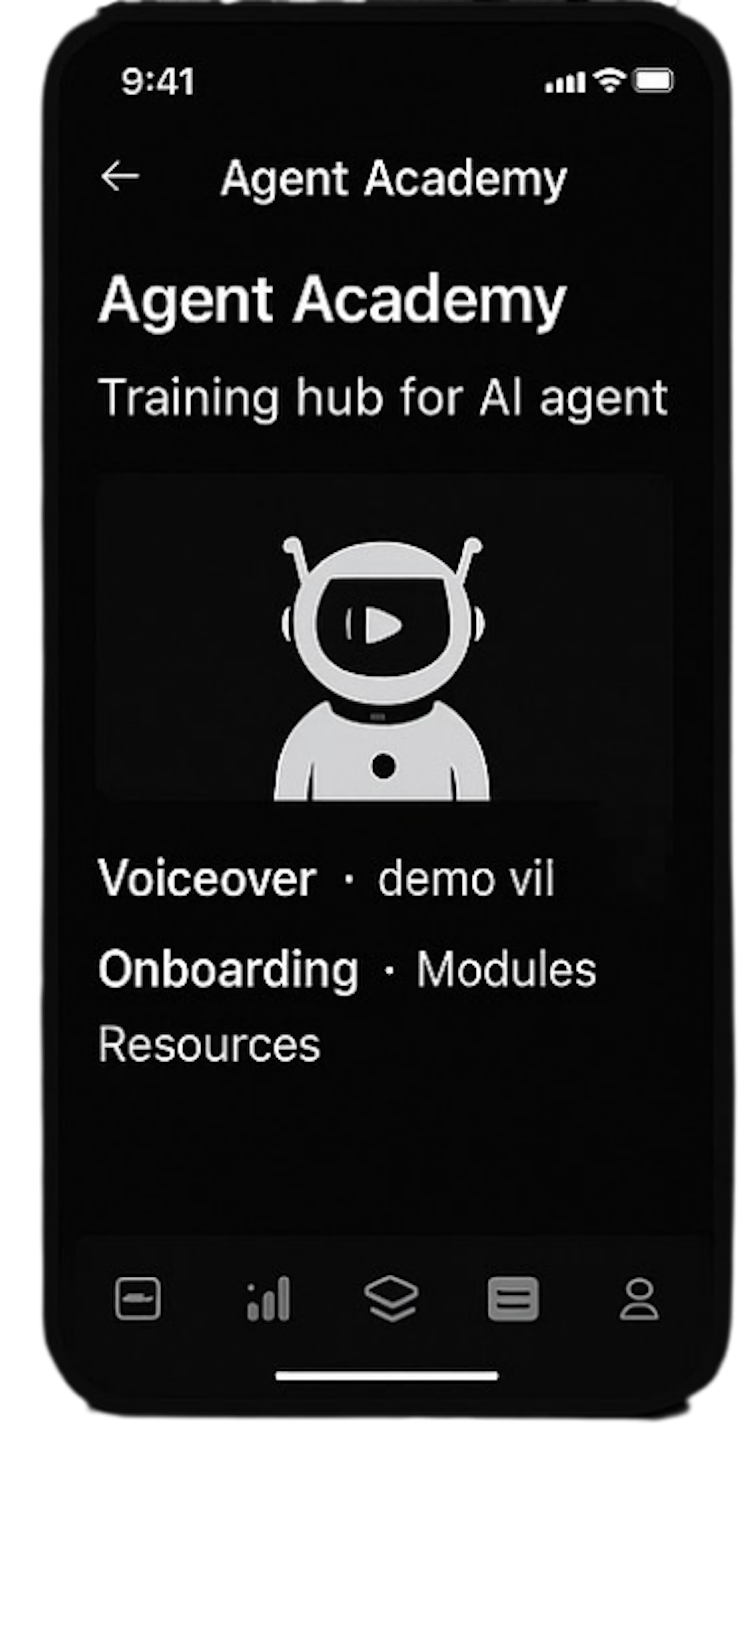 9:41
Agent Academy
Agent Academy
Training hub for AI agent
Voiceover · demo vil
Onboarding · Modules
Resources